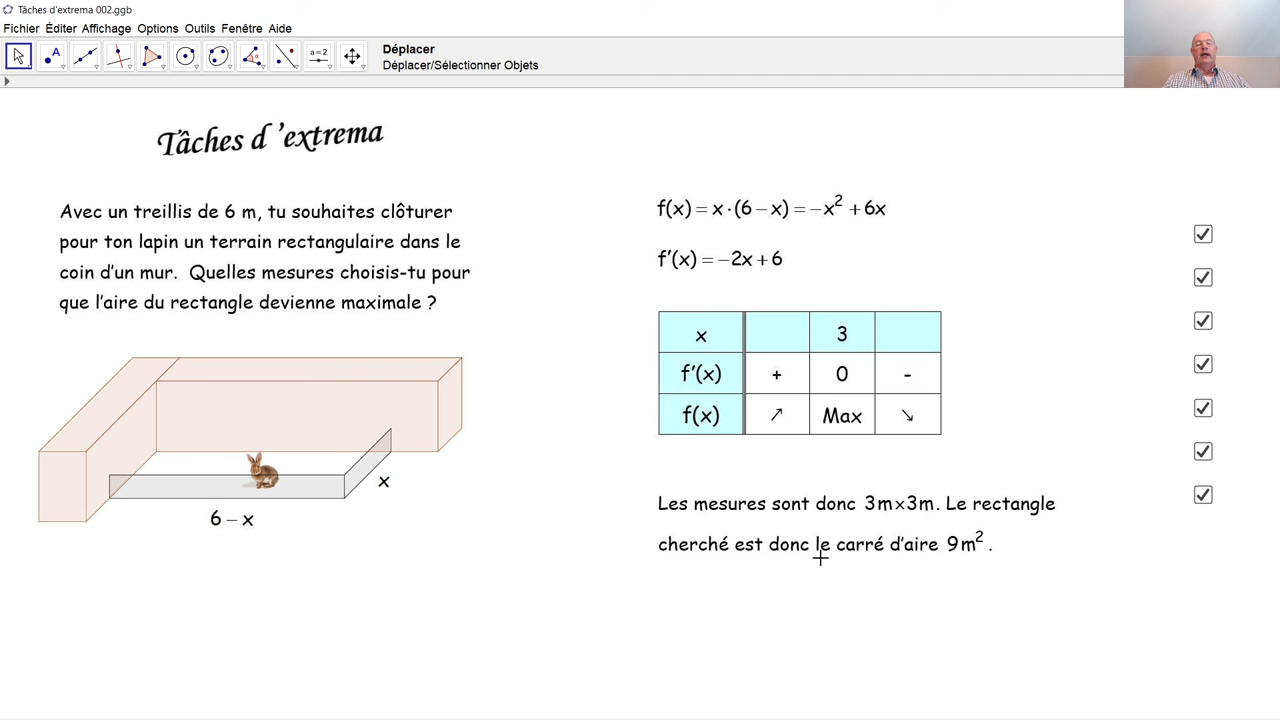 Tâches d'extrema 002.ggb
Fichier Éditer Affichage Options Outils Fenêtre Aide
A
a=2
Déplacer
Déplacer/Sélectionner Objets
Tâches d'extrema
Avec un treillis de 6 m, tu souhaites clôturer
pour ton lapin un terrain rectangulaire dans le
coin d'un mur. Quelles mesures choisis-tu pour
que l'aire du rectangle devienne maximale ?
x
6 – x
f(x) = x · (6 – x) = –x² + 6x
f'(x) = –2x + 6
x 3
f'(x) + 0 -
f(x) ↗ Max ↘
Les mesures sont donc 3m×3m. Le rectangle
cherché est donc le carré d'aire 9m² .